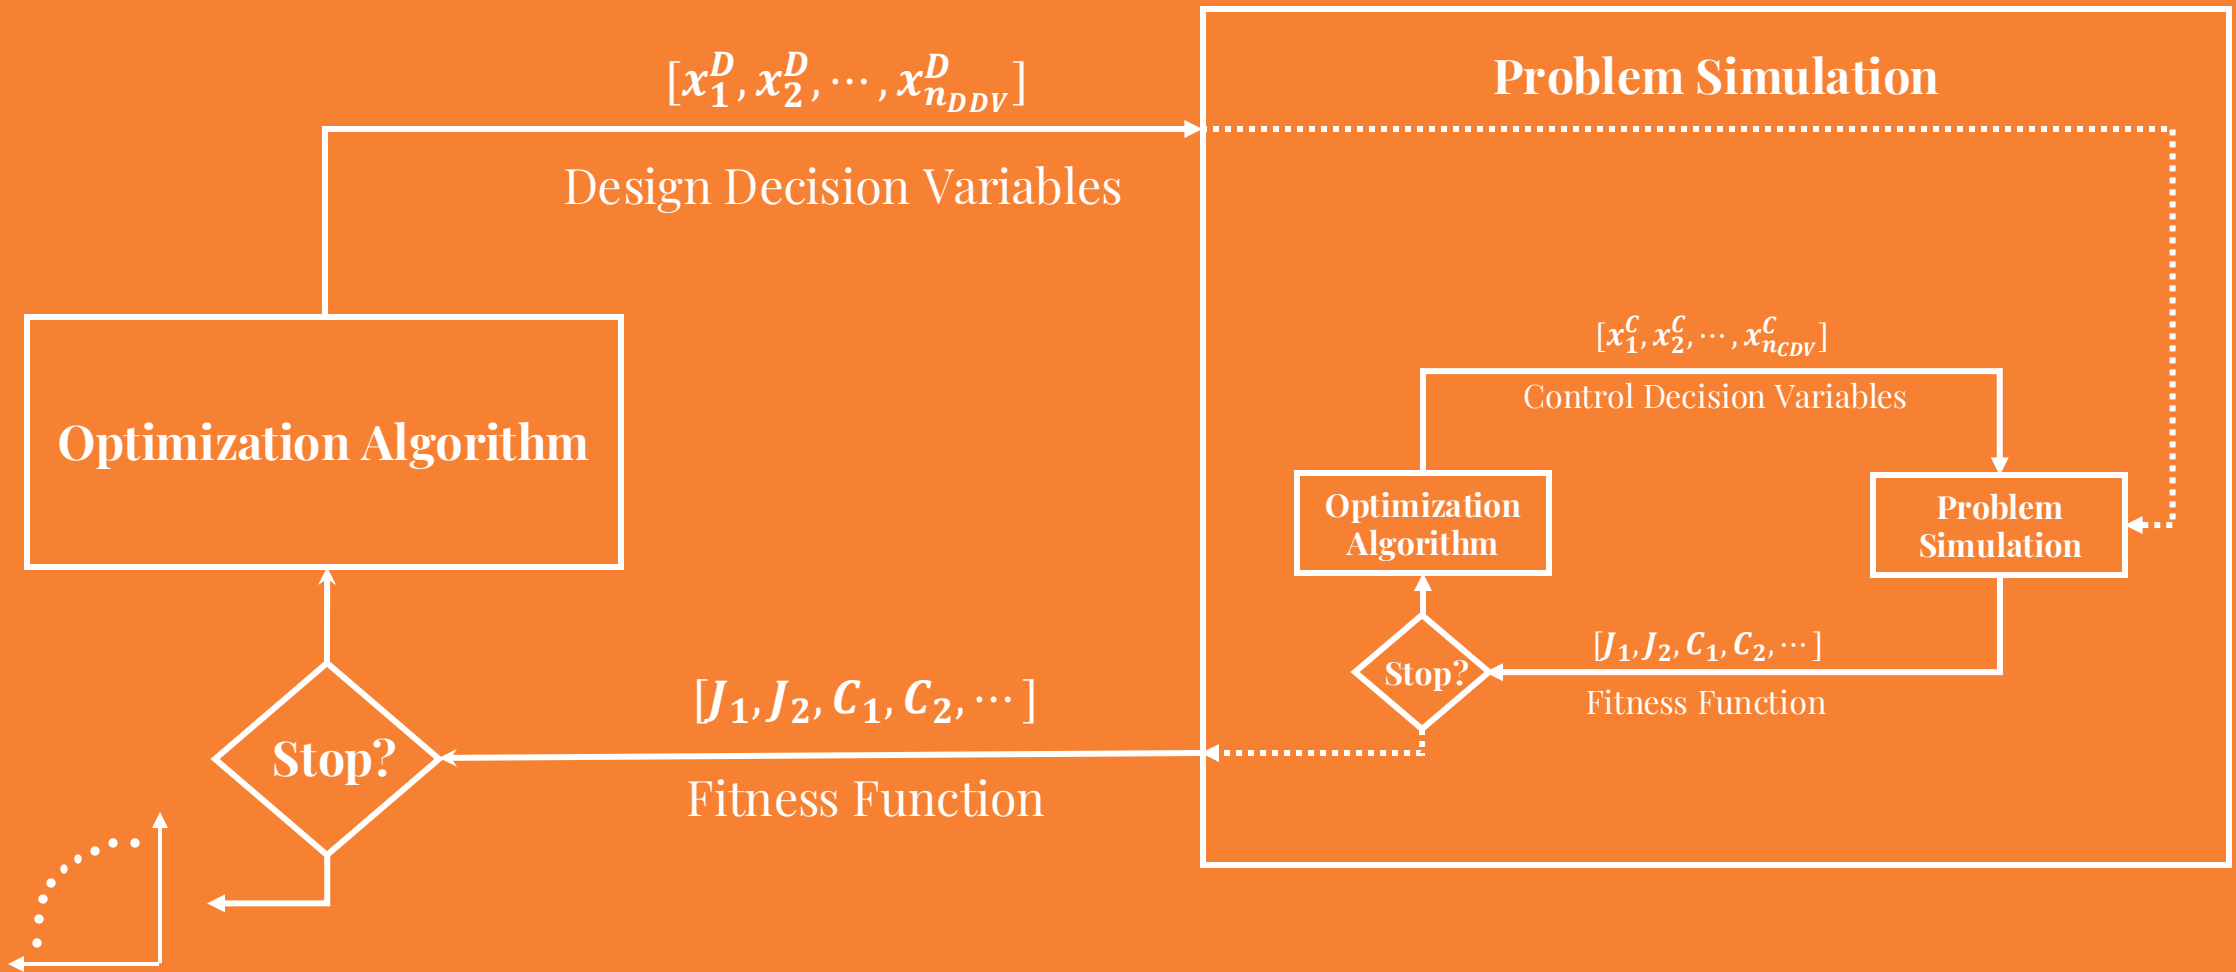 [x_1^D, x_2^D, ⋯, x_{n_{DDV}}^D]
Design Decision Variables
Problem Simulation
Optimization Algorithm
[x_1^C, x_2^C, ⋯, x_{n_{CDV}}^C]
Control Decision Variables
Optimization
Algorithm
Problem
Simulation
Stop?
[J_1, J_2, C_1, C_2, ⋯]
Fitness Function
[J_1, J_2, C_1, C_2, ⋯]
Fitness Function
Stop?